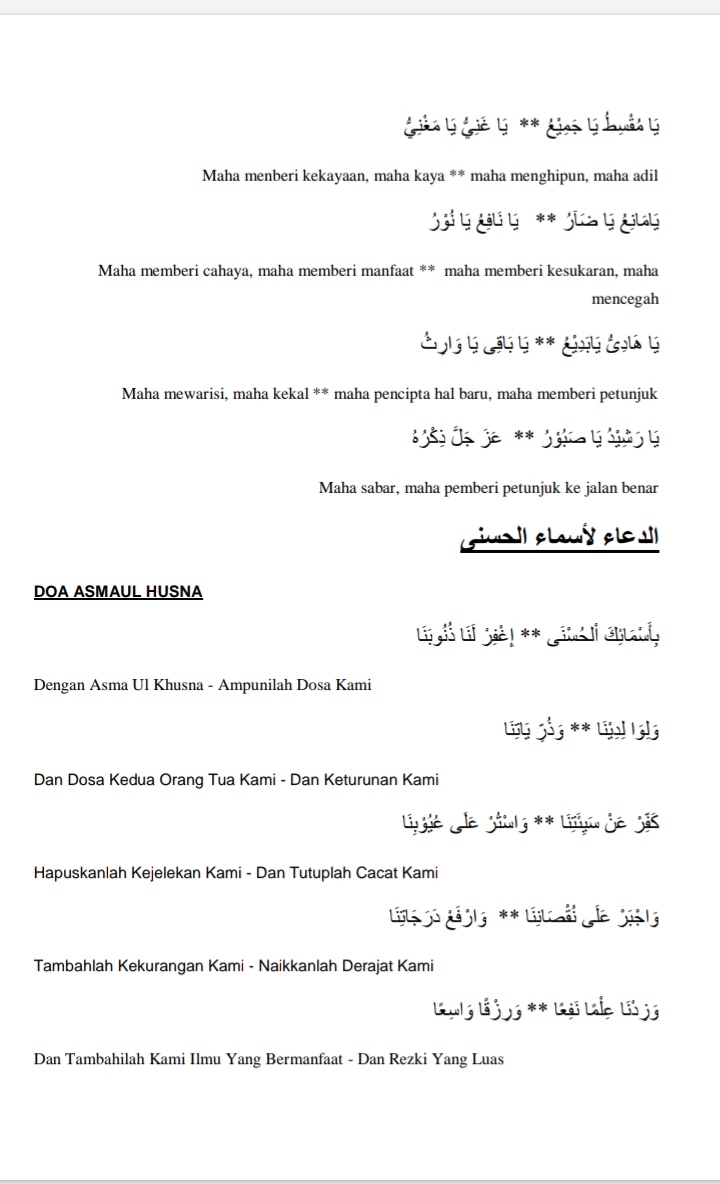 يَا مُقْسِطُ يَا جَمِيْعُ ** يَا غَنِيُّ يَا مَغْنِيُّ
Maha menberi kekayaan, maha kaya ** maha menghipun, maha adil
يَامَانِعُ يَا ضَآرُ ** يَا نَافِعُ يَا نُوْرُ
Maha memberi cahaya, maha memberi manfaat ** maha memberi kesukaran, maha
mencegah
يَا هَادِئُ يَابَدِيْعُ ** يَا بَاقِى يَا وَارِثُ
Maha mewarisi, maha kekal ** maha pencipta hal baru, maha memberi petunjuk
يَا رَشِيْدُ يَا صَبُوْرُ ** عَزَ جَلَّ ذِكْرُهُ
Maha sabar, maha pemberi petunjuk ke jalan benar
الدعاء لأسماء الحسنى
DOA ASMAUL HUSNA
بِأَسْمَائِكَ اْلحُسْنَى ** إغْفِرْ لَنَا ذُنُوبَنَا
Dengan Asma Ul Khusna - Ampunilah Dosa Kami
وَلِوَا لِدِيْنَا ** وَذُرِّ يَاتِنَا
Dan Dosa Kedua Orang Tua Kami - Dan Keturunan Kami
كَفِّرْ عَنْ سَيِئَتِنَا ** وَاسْتُرْ عَلَى عُيُوْبِنَا
Hapuskanlah Kejelekan Kami - Dan Tutuplah Cacat Kami
وَاجْبَرْ عَلَى نُقْصَانِنَا ** وَارْفَعْ دَرَجَاتِنَا
Tambahlah Kekurangan Kami - Naikkanlah Derajat Kami
وَزِدْنَا عِلْمًا نَفِعًا ** وَرِزْقًا وَاسِعًا
Dan Tambahilah Kami Ilmu Yang Bermanfaat - Dan Rezki Yang Luas